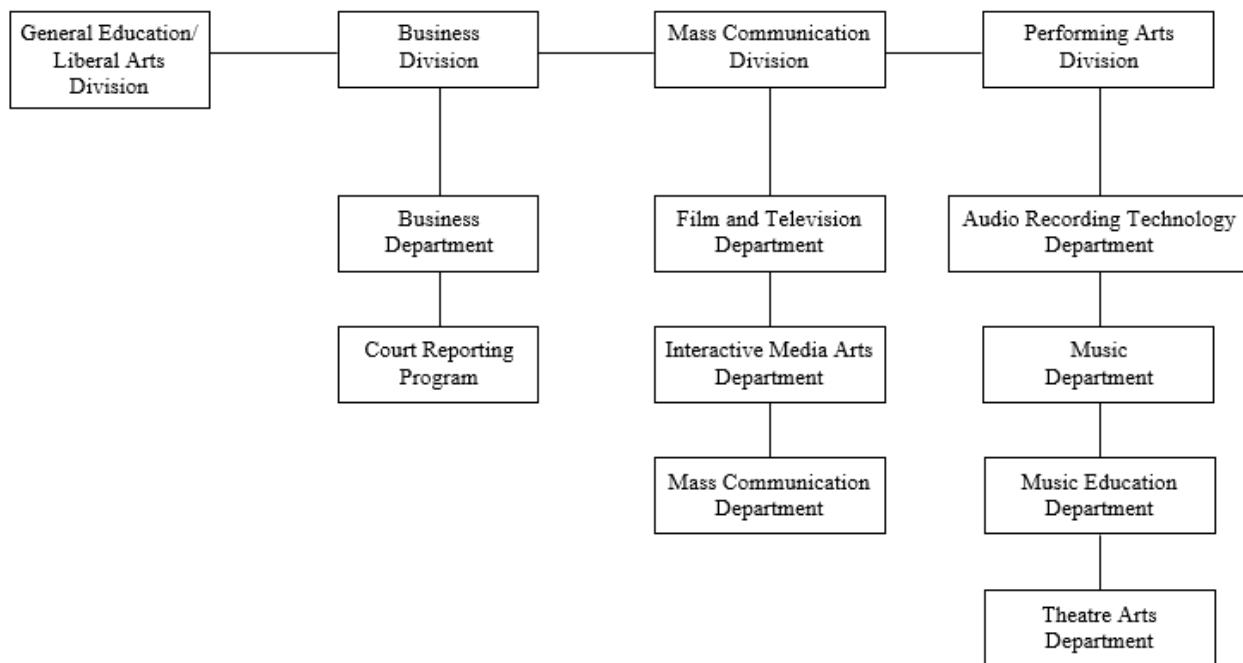 General Education/
Liberal Arts
Division
Business
Division
Mass Communication
Division
Performing Arts
Division
Business
Department
Film and Television
Department
Audio Recording Technology
Department
Court Reporting
Program
Interactive Media Arts
Department
Music
Department
Mass Communication
Department
Music Education
Department
Theatre Arts
Department